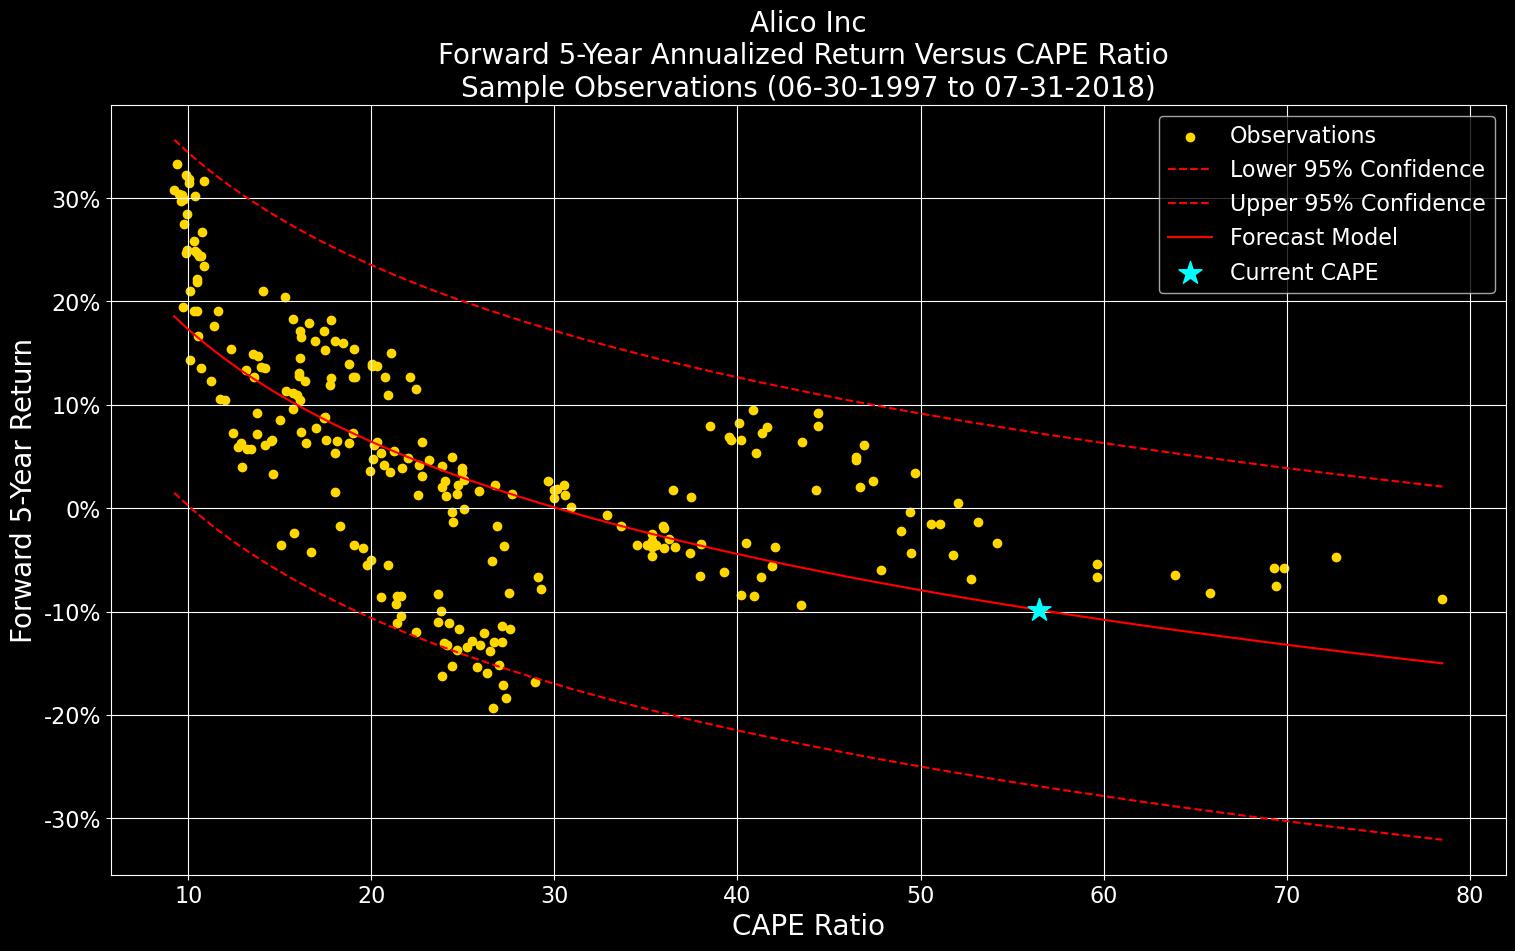 Alico Inc
Forward 5-Year Annualized Return Versus CAPE Ratio
Sample Observations (06-30-1997 to 07-31-2018)
Observations
Lower 95% Confidence
Upper 95% Confidence
Forecast Model
Current CAPE
Forward 5-Year Return
30%
20%
10%
0%
-10%
-20%
-30%
10 20 30 40 50 60 70 80
CAPE Ratio